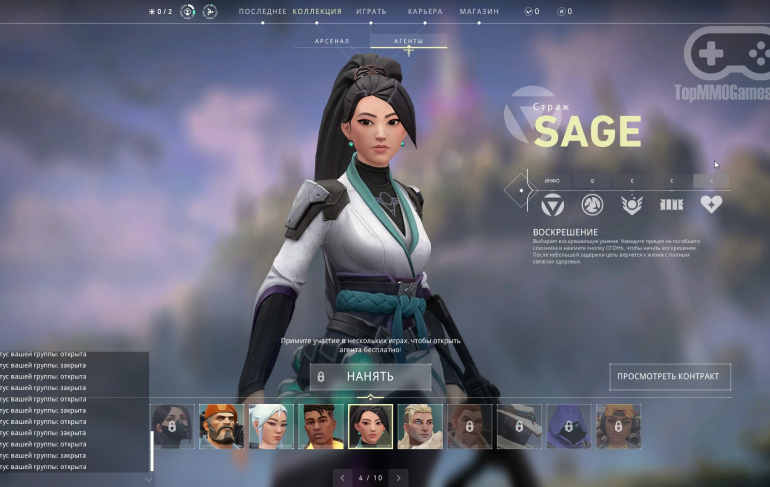 0 / 2
ПОСЛЕДНЕЕ
КОЛЛЕКЦИЯ
ИГРАТЬ
КАРЬЕРА
МАГАЗИН
0
0
АРСЕНАЛ
АГЕНТЫ
TopMMOGames
Страж
SAGE
ИНФО
Q
E
C
X
ВОСКРЕШЕНИЕ
Выбирает воскрешающие умение. Наведите прицел на погибшего
союзника и нажмите кнопку ОГОНЬ, чтобы начать воскрешение.
После небольшой задержки цель вернется к жизни с полным
запасом здоровья.
Примите участие в нескольких играх, чтобы открыть
агента бесплатно!
НАНЯТЬ
ПРОСМОТРЕТЬ КОНТРАКТ
тус вашей группы: открыта
тус вашей группы: закрыта
тус вашей группы: открыта
тус вашей группы: закрыта
тус вашей группы: открыта
тус вашей группы: закрыта
тус вашей группы: открыта
тус вашей группы: закрыта
тус вашей группы: открыта
тус вашей группы: закрыта
тус вашей группы: открыта
4 / 10